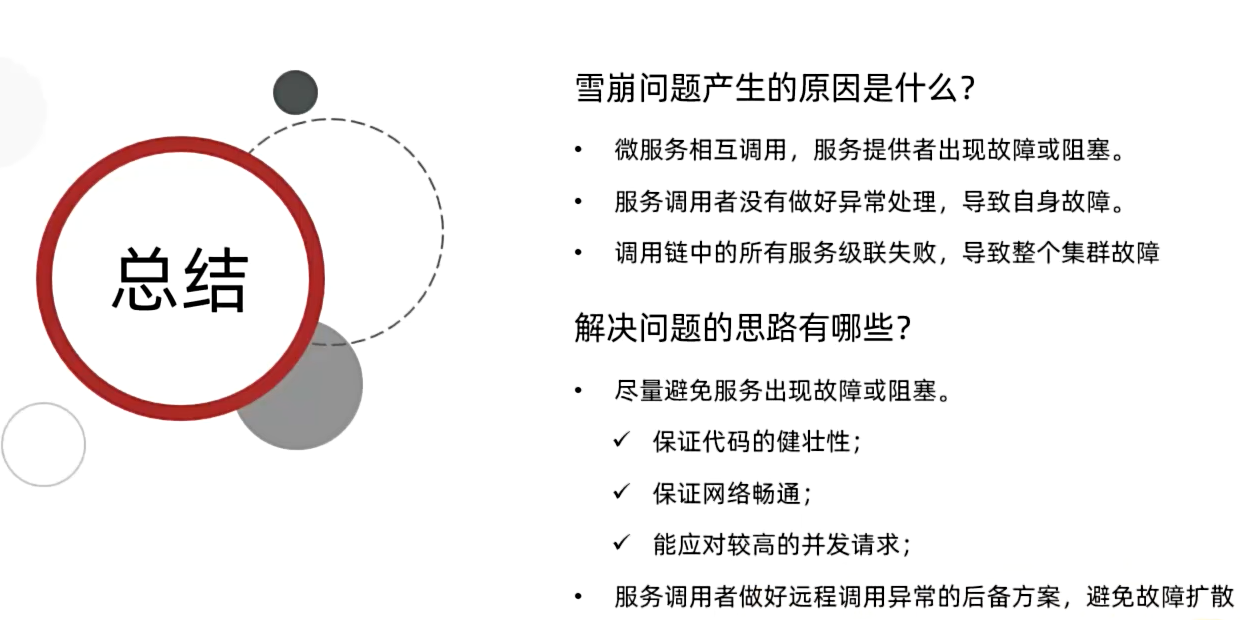 总结
雪崩问题产生的原因是什么?
• 微服务相互调用，服务提供者出现故障或阻塞。
• 服务调用者没有做好异常处理，导致自身故障。
• 调用链中的所有服务级联失败，导致整个集群故障
解决问题的思路有哪些?
• 尽量避免服务出现故障或阻塞。
✓ 保证代码的健壮性；
✓ 保证网络畅通；
✓ 能应对较高的并发请求；
• 服务调用者做好远程调用异常的后备方案，避免故障扩散